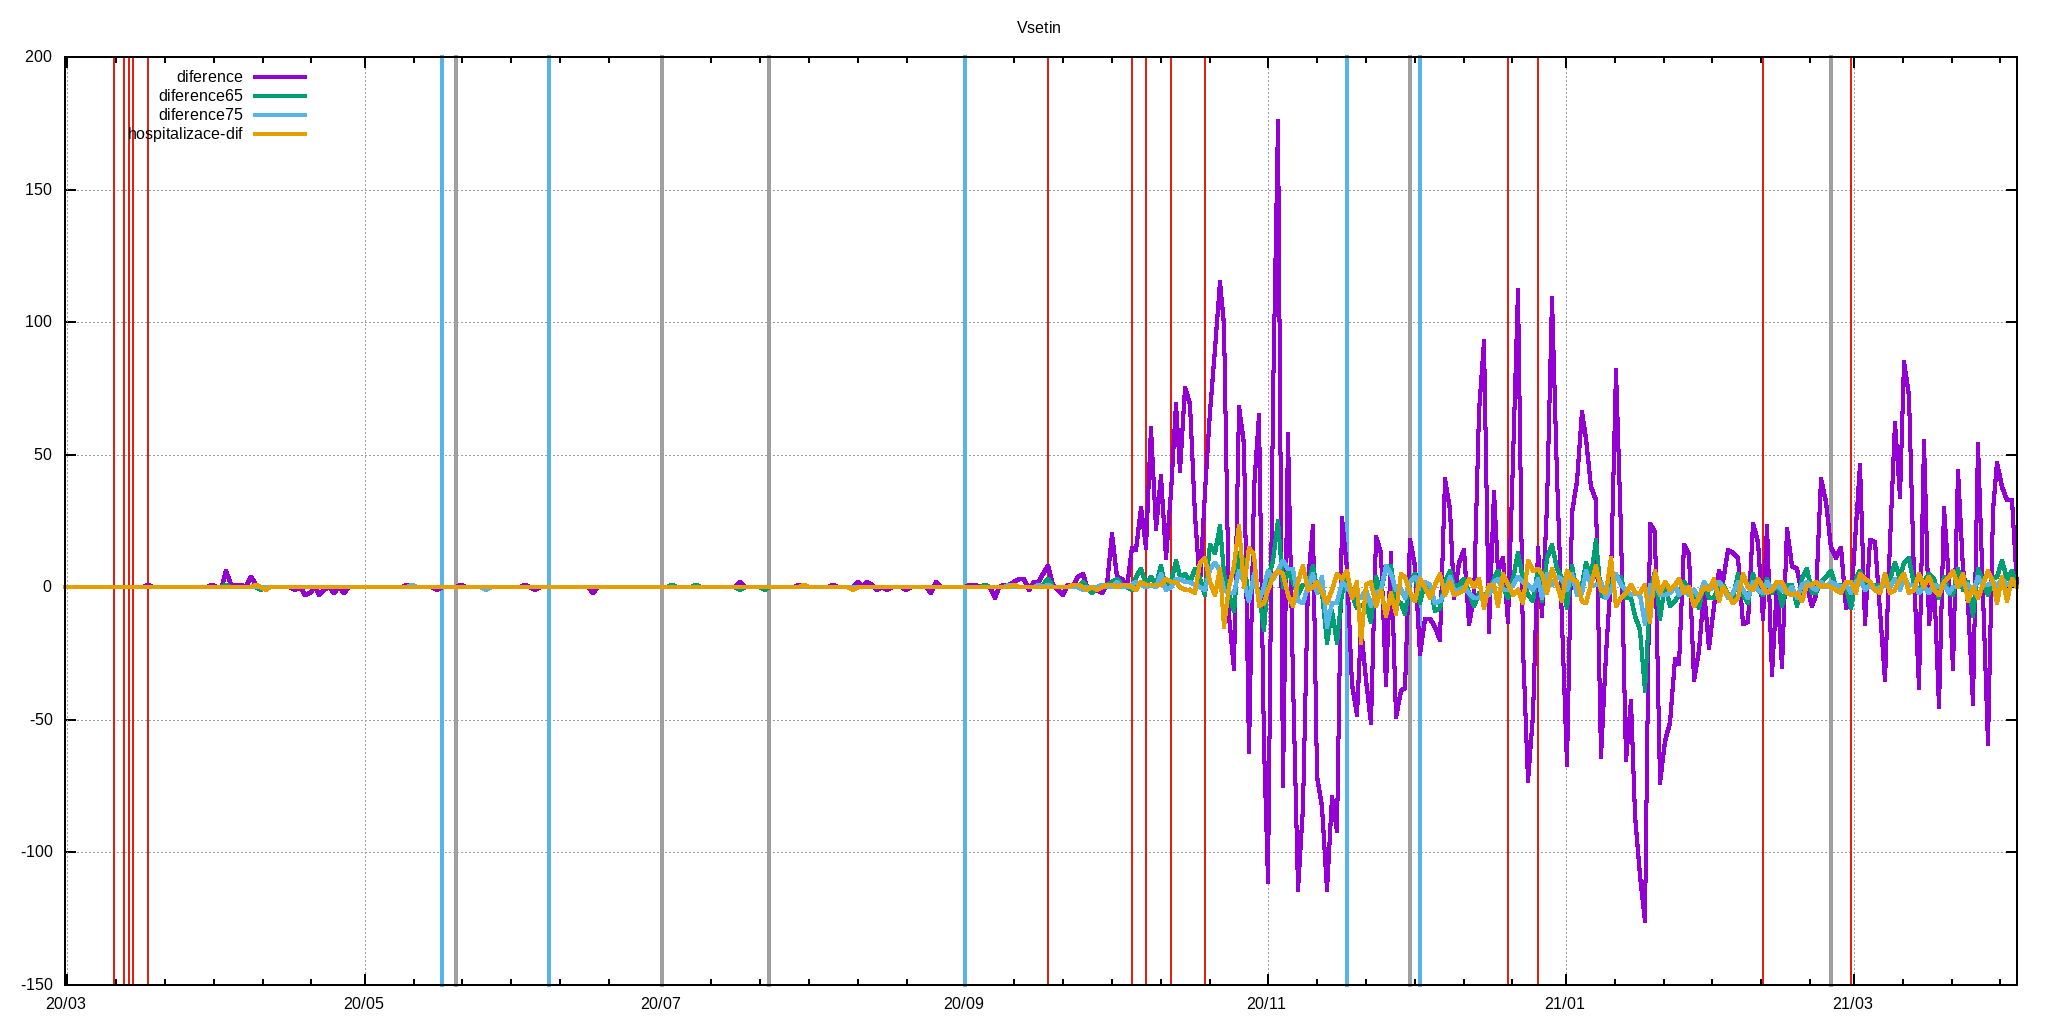 Vsetin
200
diference
diference65
diference75
hospitalizace-dif
150
100
50
0
-50
-100
-150
20/03 20/05 20/07 20/09 20/11 21/01 21/03